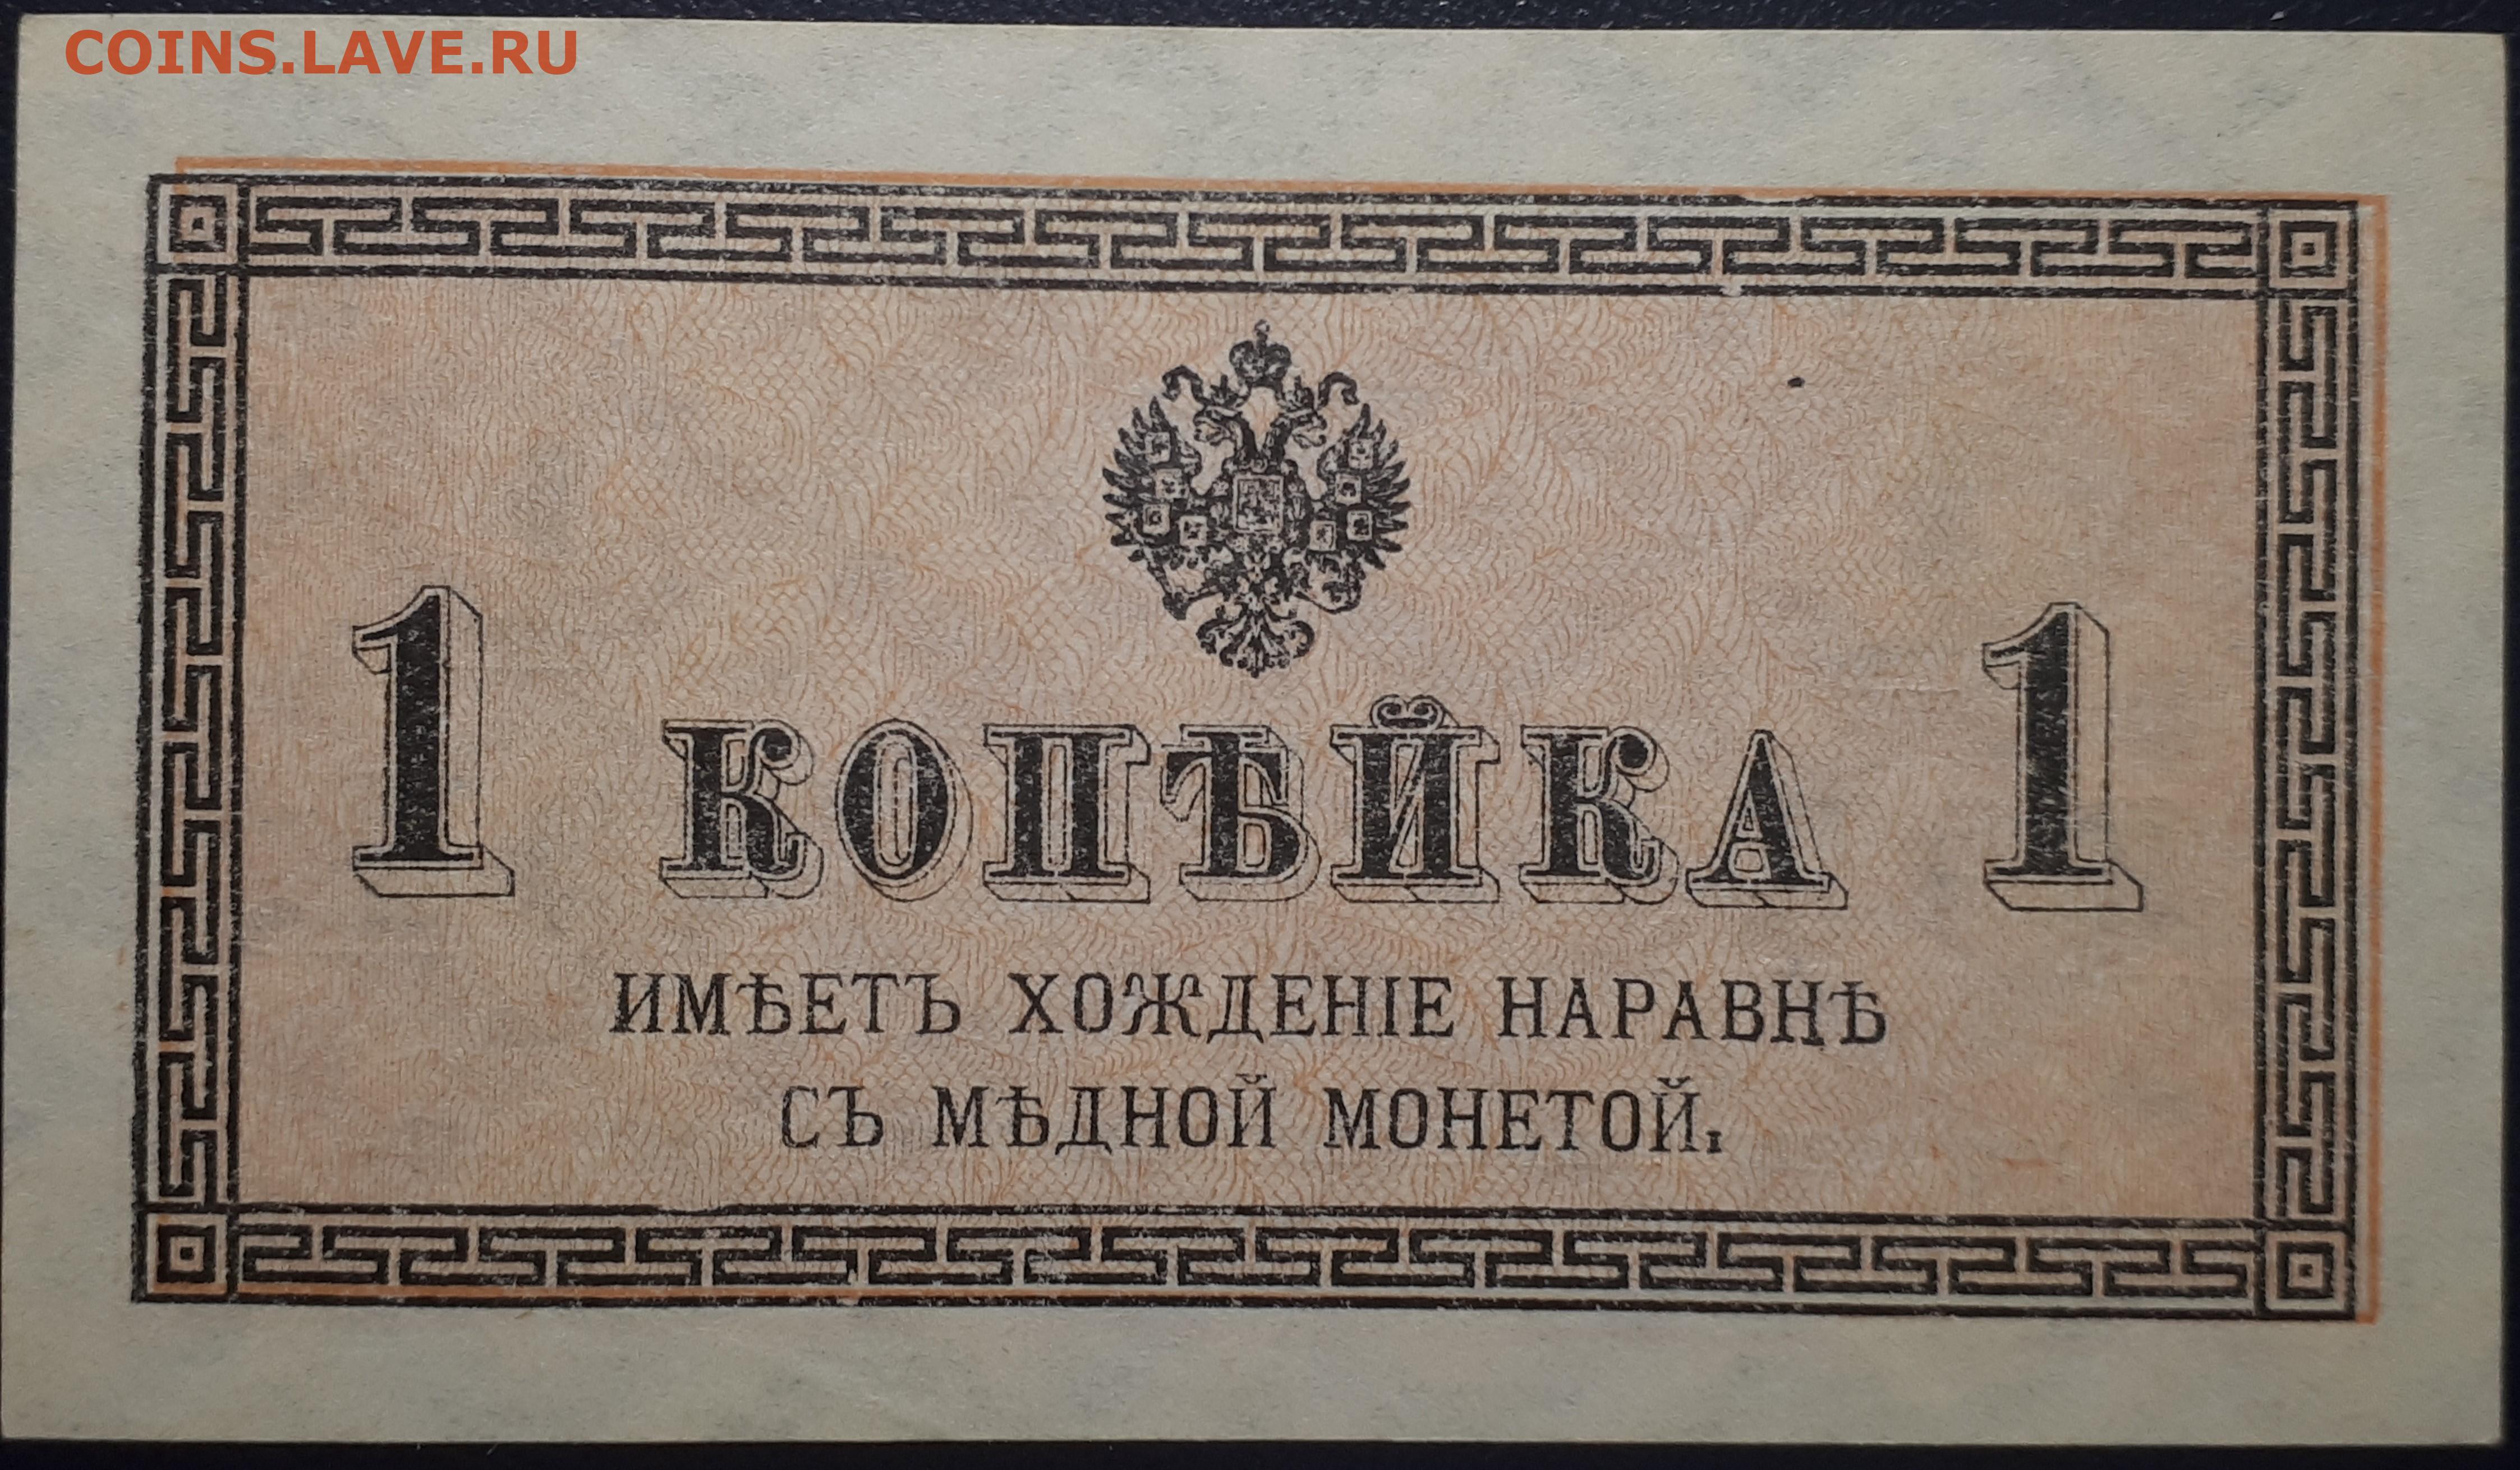 COINS.LAVE.RU
1 КОПѢЙКА 1
ИМѢЕТЪ ХОЖДЕНІЕ НАРАВНѢ
СЪ МѢДНОЙ МОНЕТОЙ.